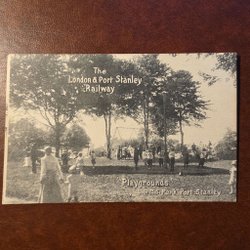 The
London & Port Stanley
Railway
"Playgrounds"
Park Port Stanley